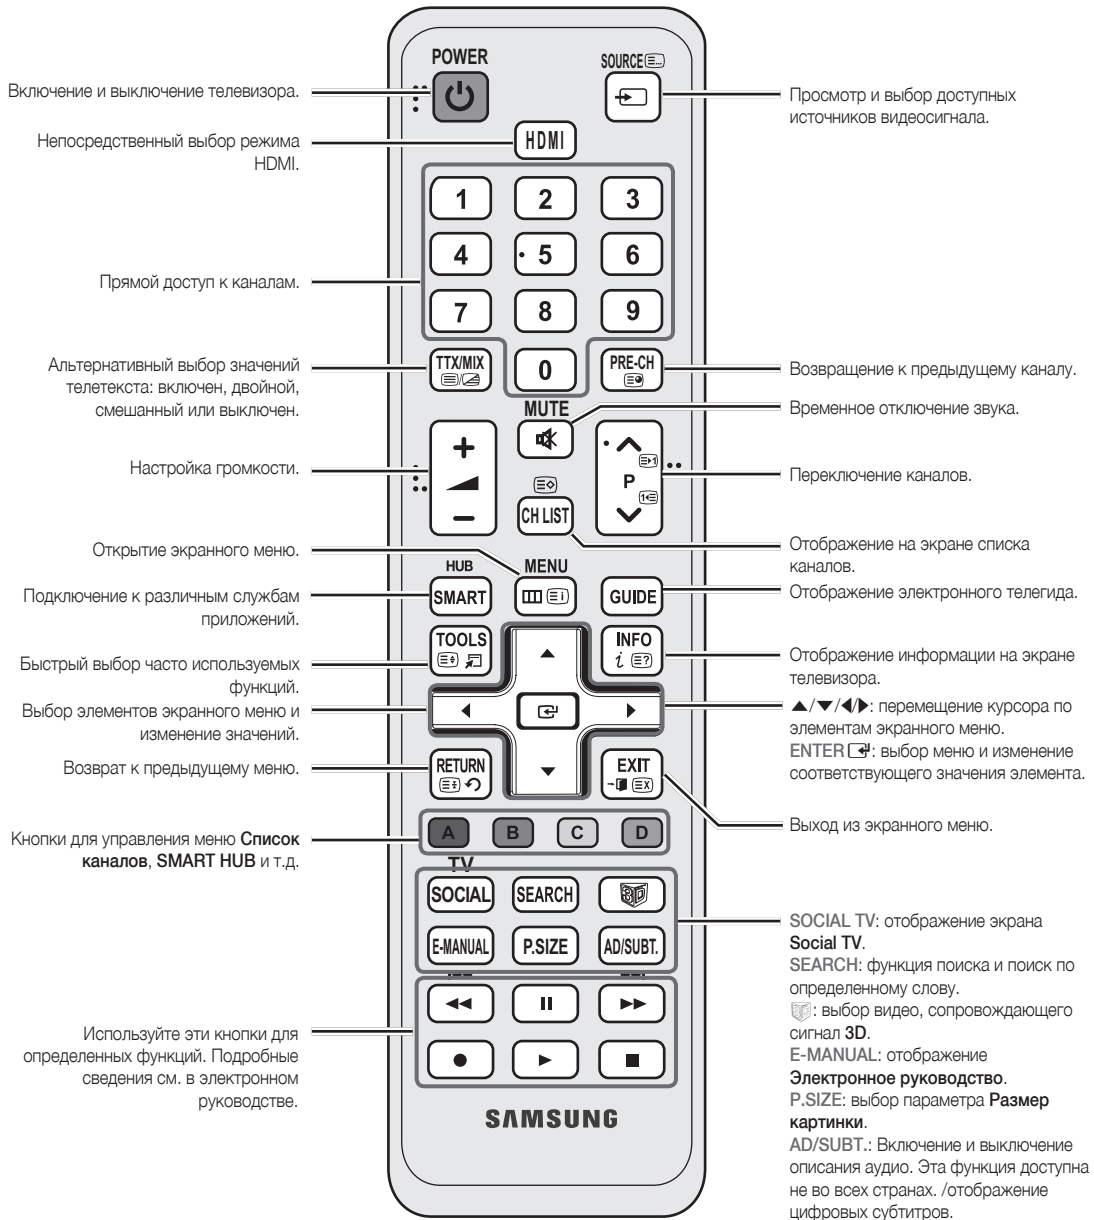 POWER
SOURCE
Включение и выключение телевизора.
Просмотр и выбор доступных
источников видеосигнала.
Непосредственный выбор режима
HDMI.
HDMI
1 2 3
4 5 6
7 8 9
0
Прямой доступ к каналам.
Альтернативный выбор значений
телетекста: включен, двойной,
смешанный или выключен.
TTX/MIX
PRE-CH
Возвращение к предыдущему каналу.
MUTE
Временное отключение звука.
Настройка громкости.
+
−
P
Переключение каналов.
CH LIST
Отображение на экране списка
каналов.
Открытие экранного меню.
HUB
MENU
SMART
GUIDE
Подключение к различным службам
приложений.
Отображение электронного телегида.
TOOLS
INFO
i
Быстрый выбор часто используемых
функций.
Отображение информации на экране
телевизора.
Выбор элементов экранного меню и
изменение значений.
▲/▼/◀/▶: перемещение курсора по
элементам экранного меню.
ENTER: выбор меню и изменение
соответствующего значения элемента.
Возврат к предыдущему меню.
RETURN
EXIT
Выход из экранного меню.
Кнопки для управления меню Список
каналов, SMART HUB и т.д.
A B C D
TV
SOCIAL SEARCH 3D
E-MANUAL P.SIZE AD/SUBT.
SOCIAL TV: отображение экрана
Social TV.
SEARCH: функция поиска и поиск по
определенному слову.
: выбор видео, сопровождающего
сигнал 3D.
E-MANUAL: отображение
Электронное руководство.
P.SIZE: выбор параметра Размер
картинки.
AD/SUBT.: Включение и выключение
описания аудио. Эта функция доступна
не во всех странах. /отображение
цифровых субтитров.
Используйте эти кнопки для
определенных функций. Подробные
сведения см. в электронном
руководстве.
SAMSUNG